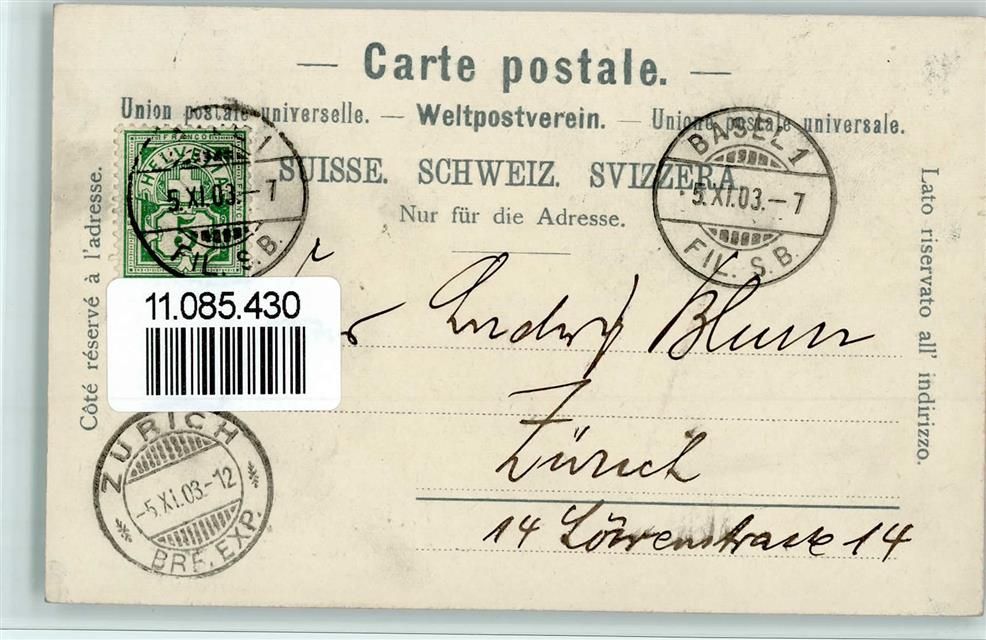 — Carte postale. —
Union postale universelle. — Weltpostverein. — Unione postale universale.
SUISSE. SCHWEIZ. SVIZZERA
Nur für die Adresse.
Côté réservé à l'adresse.
Lato riservato all' indirizzo.
FRANCO
HELVETIA
5
5.XI.03.-7
FIL. S.B.
BASEL 1
5.XI.03.-7
FIL. S.B.
11.085.430
Ludwig Blum
Zürich
14 Löwenstrasse 14
ZÜRICH
-5.XI.03.-12
BRF. EXP.